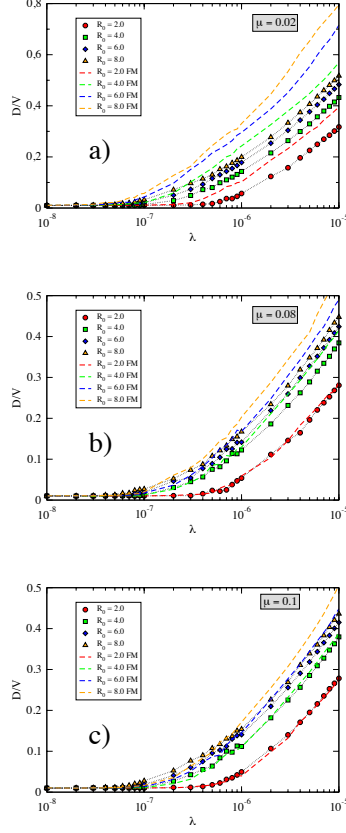 0,8
μ = 0.02
R0 = 2.0
R0 = 4.0
R0 = 6.0
R0 = 8.0
R0 = 2.0 FM
R0 = 4.0 FM
R0 = 6.0 FM
R0 = 8.0 FM
0,6
D/V
0,4
a)
0,2
0
10^-8
10^-7
10^-6
10^-5
λ
0.5
μ = 0.08
R0 = 2.0
R0 = 4.0
R0 = 6.0
R0 = 8.0
R0 = 2.0 FM
R0 = 4.0 FM
R0 = 6.0 FM
R0 = 8.0 FM
0.4
0.3
D/V
0.2
b)
0.1
0
10^-8
10^-7
10^-6
10^-5
λ
0.5
μ = 0.1
R0 = 2.0
R0 = 4.0
R0 = 6.0
R0 = 8.0
R0 = 2.0 FM
R0 = 4.0 FM
R0 = 6.0 FM
R0 = 8.0 FM
0.4
0.3
D/V
0.2
c)
0.1
0
10^-8
10^-7
10^-6
10^-5
λ